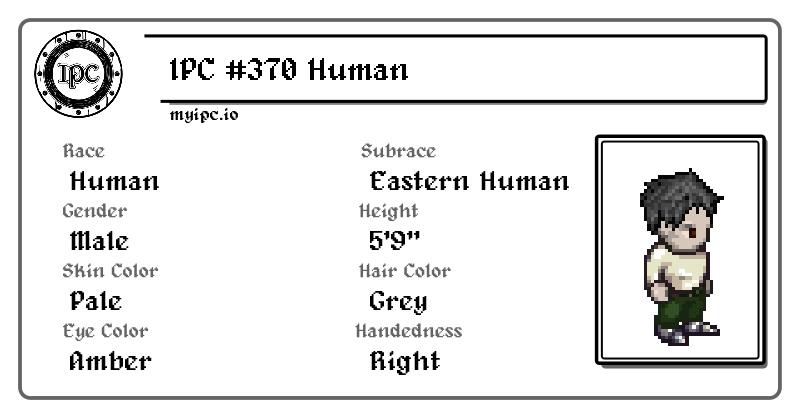 IPC
IPC #370 Human
myipc.io
Race
Human
Subrace
Eastern Human
Gender
Male
Height
5'9"
Skin Color
Pale
Hair Color
Grey
Eye Color
Amber
Handedness
Right